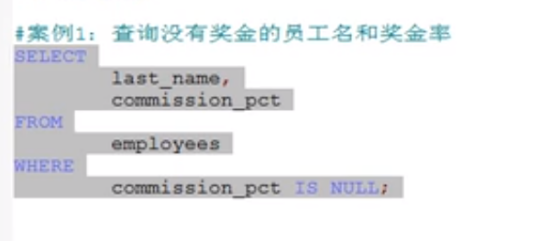 #案例1：查询没有奖金的员工名和奖金率
SELECT
last_name,
commission_pct
FROM
employees
WHERE
commission_pct IS NULL;